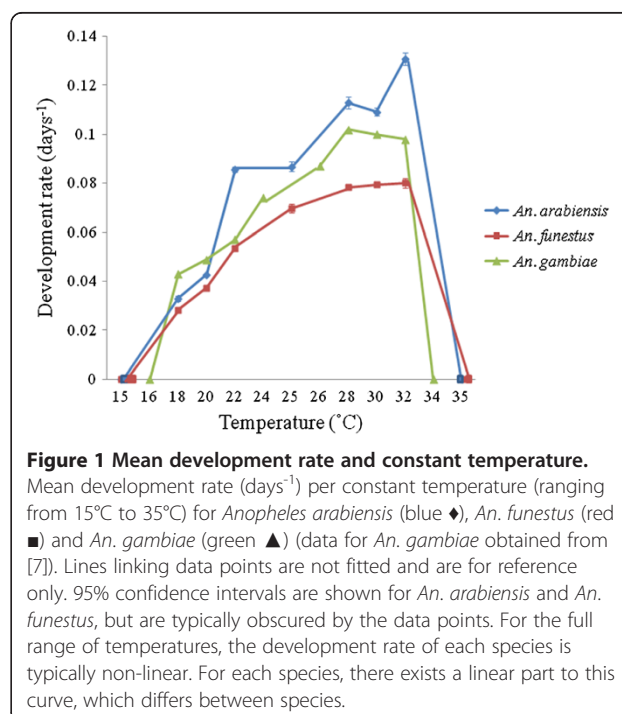 0.14
0.12
0.1
0.08
0.06
0.04
0.02
0
Development rate (days-1)
15 16 18 20 22 24 25 26 28 30 32 34 35
Temperature (˚C)
An. arabiensis
An. funestus
An. gambiae
Figure 1 Mean development rate and constant temperature.
Mean development rate (days-1) per constant temperature (ranging
from 15°C to 35°C) for Anopheles arabiensis (blue ♦), An. funestus (red
■) and An. gambiae (green ▲) (data for An. gambiae obtained from
[7]). Lines linking data points are not fitted and are for reference
only. 95% confidence intervals are shown for An. arabiensis and An.
funestus, but are typically obscured by the data points. For the full
range of temperatures, the development rate of each species is
typically non-linear. For each species, there exists a linear part to this
curve, which differs between species.